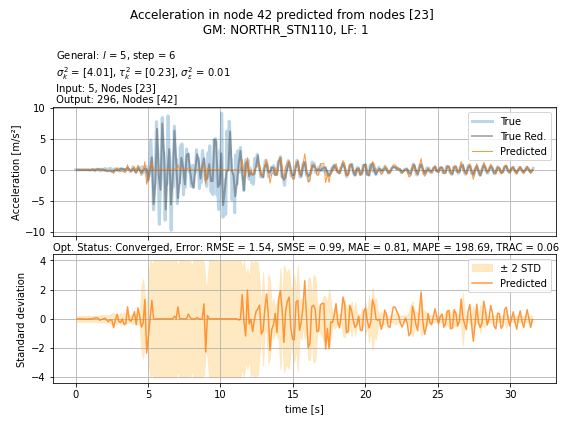 Acceleration in node 42 predicted from nodes [23]
GM: NORTHR_STN110, LF: 1
General: l = 5, step = 6
σ²ₖ = [4.01], τ²ₖ = [0.23], σ²ε = 0.01
Input: 5, Nodes [23]
Output: 296, Nodes [42]
Acceleration [m/s²]
10
5
0
−5
−10
True
True Red.
Predicted
Opt. Status: Converged, Error: RMSE = 1.54, SMSE = 0.99, MAE = 0.81, MAPE = 198.69, TRAC = 0.06
Standard deviation
4
2
0
−2
−4
± 2 STD
Predicted
0 5 10 15 20 25 30
time [s]